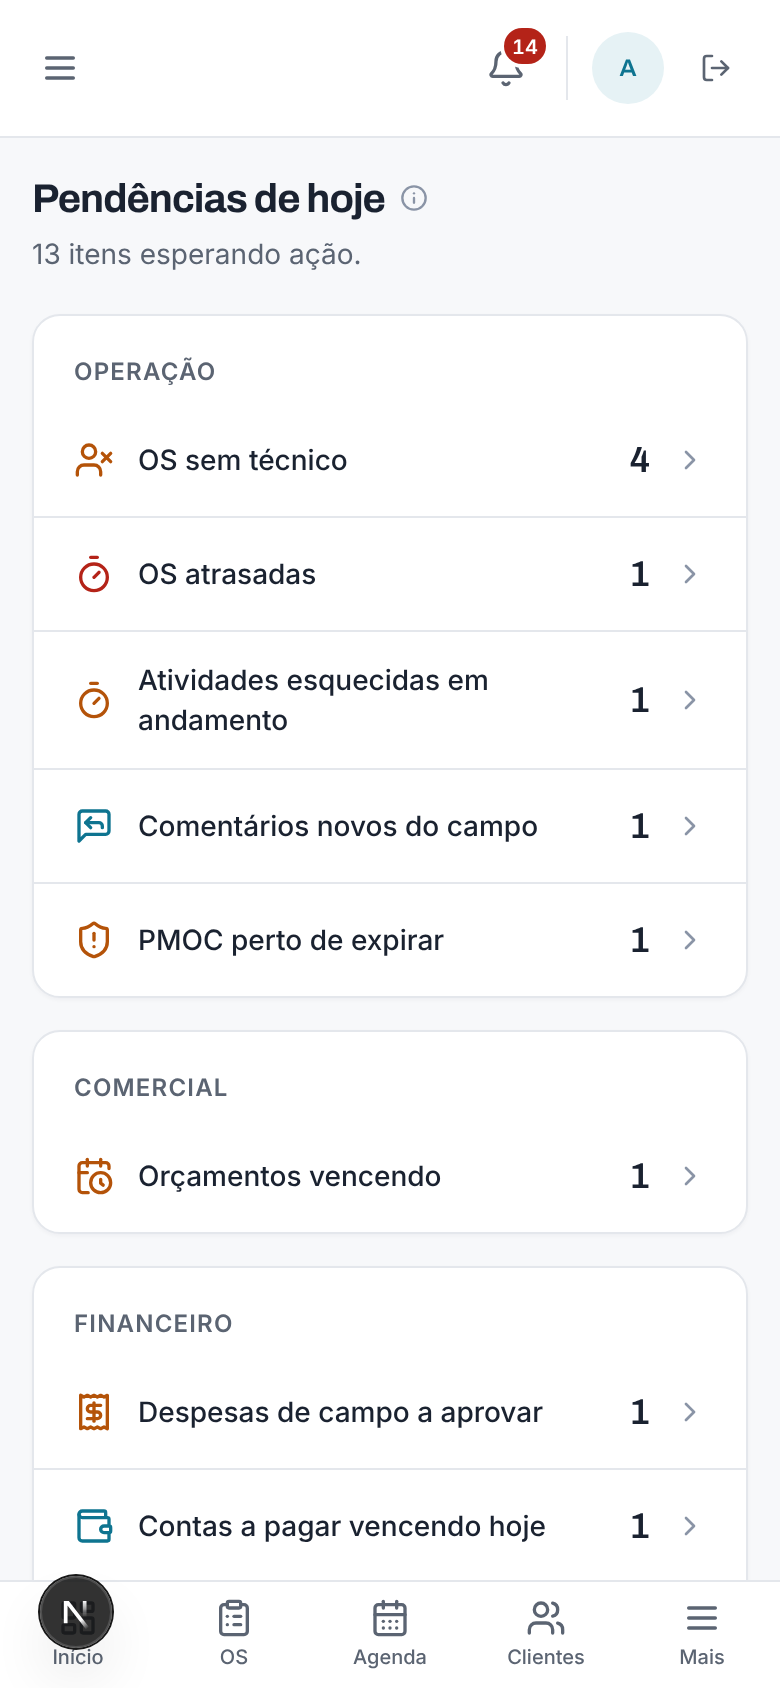 14
A
Pendências de hoje
13 itens esperando ação.
OPERAÇÃO
OS sem técnico 4
OS atrasadas 1
Atividades esquecidas em
andamento 1
Comentários novos do campo 1
PMOC perto de expirar 1
COMERCIAL
Orçamentos vencendo 1
FINANCEIRO
Despesas de campo a aprovar 1
Contas a pagar vencendo hoje 1
N
Início OS Agenda Clientes Mais